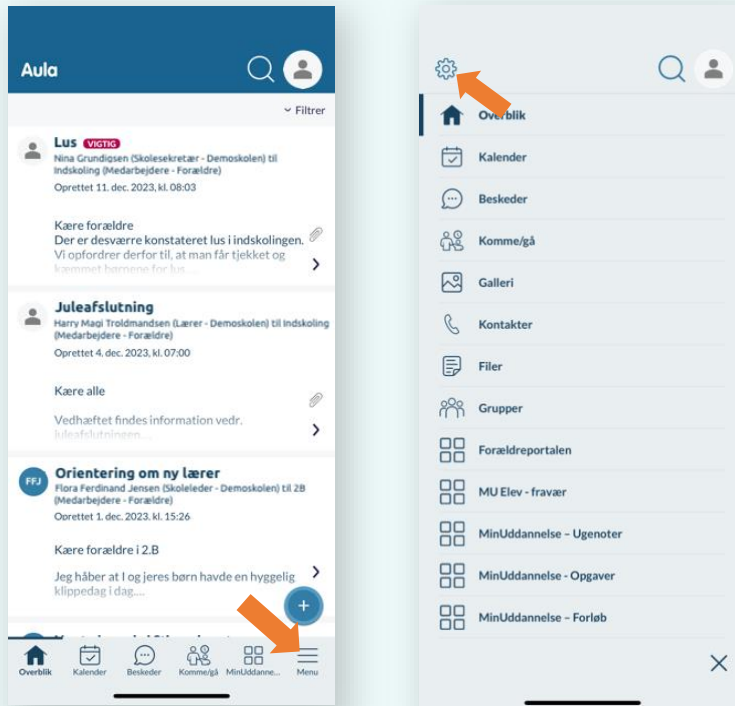 Aula
Filtrer
Lus VIGTIG
Nina Grundigsen (Skolesekretær - Demoskolen) til
Indskoling (Medarbejdere - Forældre)
Oprettet 11. dec. 2023, kl. 08:03
Kære forældre
Der er desværre konstateret lus i indskolingen.
Vi opfordrer derfor til, at man får tjekket og
kæmmet børnene for lus....
Juleafslutning
Harry Magi Troldmandsen (Lærer - Demoskolen) til Indskoling
(Medarbejdere - Forældre)
Oprettet 4. dec. 2023, kl. 07:00
Kære alle
Vedhæftet findes information vedr.
juleafslutningen....
FFJ
Orientering om ny lærer
Flora Ferdinand Jensen (Skoleleder - Demoskolen) til 2B
(Medarbejdere - Forældre)
Oprettet 1. dec. 2023, kl. 15:26
Kære forældre i 2.B
Jeg håber at I og jeres børn havde en hyggelig
klippedag i dag....
Overblik
Kalender
Beskeder
Komme/gå
MinUddanne...
Menu
Overblik
Kalender
Beskeder
Komme/gå
Galleri
Kontakter
Filer
Grupper
Forældreportalen
MU Elev - fravær
MinUddannelse – Ugenoter
MinUddannelse - Opgaver
MinUddannelse – Forløb